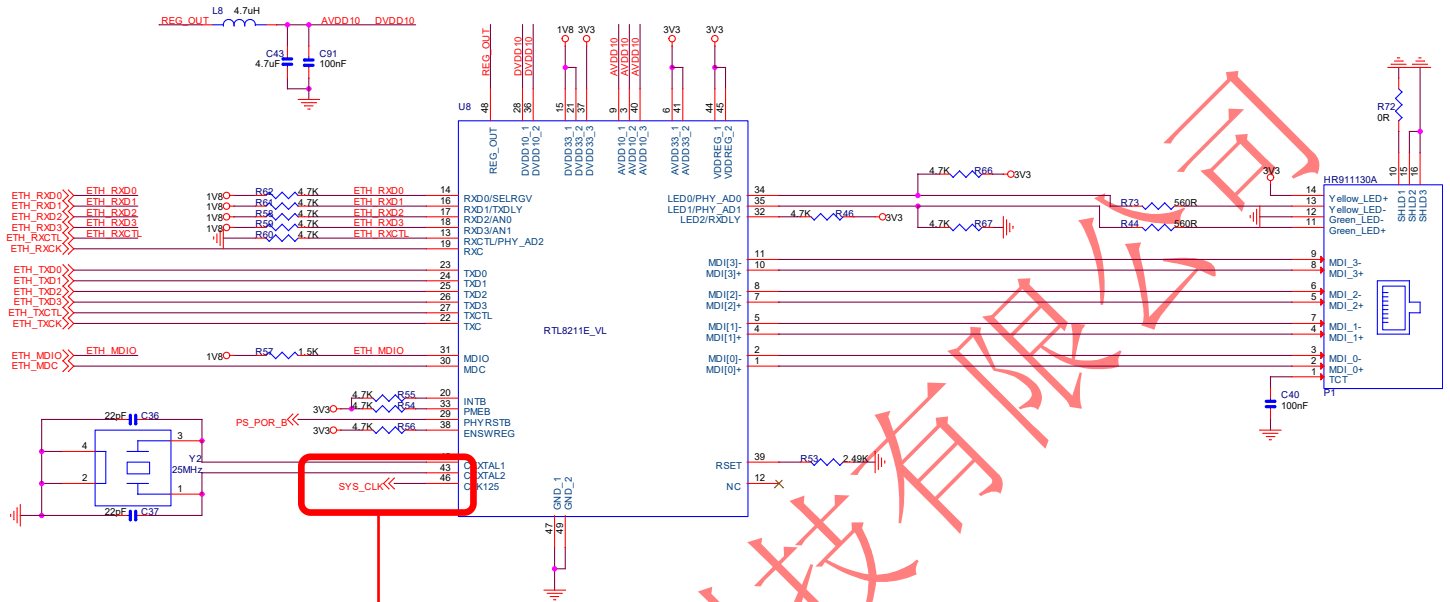 L8 4.7uH
REG_OUT AVDD10 DVDD10
C43
4.7uF
C91
100nF
REG_OUT
DVDD10
DVDD10
1V8 3V3
AVDD10
AVDD10
AVDD10
3V3 3V3
U8
48 28 36 15 21 37 9 3 40 6 41 44 45
REG_OUT
DVDD10_1
DVDD10_2
DVDD33_1
DVDD33_2
DVDD33_3
AVDD10_1
AVDD10_2
AVDD10_3
AVDD33_1
AVDD33_2
VDDREG_1
VDDREG_2
ETH_RXD0 ETH_RXD0 1V8 R62 4.7K ETH_RXD0 14 RXD0/SELRGV
ETH_RXD1 ETH_RXD1 1V8 R64 4.7K ETH_RXD1 16 RXD1/TXDLY
ETH_RXD2 ETH_RXD2 1V8 R58 4.7K ETH_RXD2 17 RXD2/AN0
ETH_RXD3 ETH_RXD3 1V8 R59 4.7K ETH_RXD3 18 RXD3/AN1
ETH_RXCTL ETH_RXCTL R60 4.7K ETH_RXCTL 13 RXCTL/PHY_AD2
ETH_RXCK 19 RXC
ETH_TXD0 23 TXD0
ETH_TXD1 24 TXD1
ETH_TXD2 25 TXD2
ETH_TXD3 26 TXD3
ETH_TXCTL 27 TXCTL
ETH_TXCK 22 TXC
RTL8211E_VL
ETH_MDIO ETH_MDIO 1V8 R57 1.5K ETH_MDIO 31 MDIO
ETH_MDC 30 MDC
4.7K R55 20 INTB
3V3 4.7K R54 33 PMEB
PS_POR_B 29 PHYRSTB
3V3 4.7K R56 38 ENSWREG
22pF C36
4 3
Y2
25MHz
2 1
22pF C37
CKXTAL1
43 CKXTAL2
SYS_CLK 46 CLK125
GND_1
GND_2
47
49
LED0/PHY_AD0 34
LED1/PHY_AD1 35
LED2/RXDLY 32
4.7K R66 3V3
4.7K R46 3V3
4.7K R67
MDI[3]- 11
MDI[3]+ 10
MDI[2]- 8
MDI[2]+ 7
MDI[1]- 5
MDI[1]+ 4
MDI[0]- 2
MDI[0]+ 1
RSET 39 R53 2.49K
NC 12
R73 560R
R44 560R
3V3
R72
0R
10 15 16
SHLD1
SHLD2
SHLD3
HR911130A
14 Yellow_LED+
13 Yellow_LED-
12 Green_LED-
11 Green_LED+
9 MDI_3-
8 MDI_3+
6 MDI_2-
5 MDI_2+
7 MDI_1-
4 MDI_1+
3 MDI_0-
2 MDI_0+
1 TCT
P1
C40
100nF
技有限公司